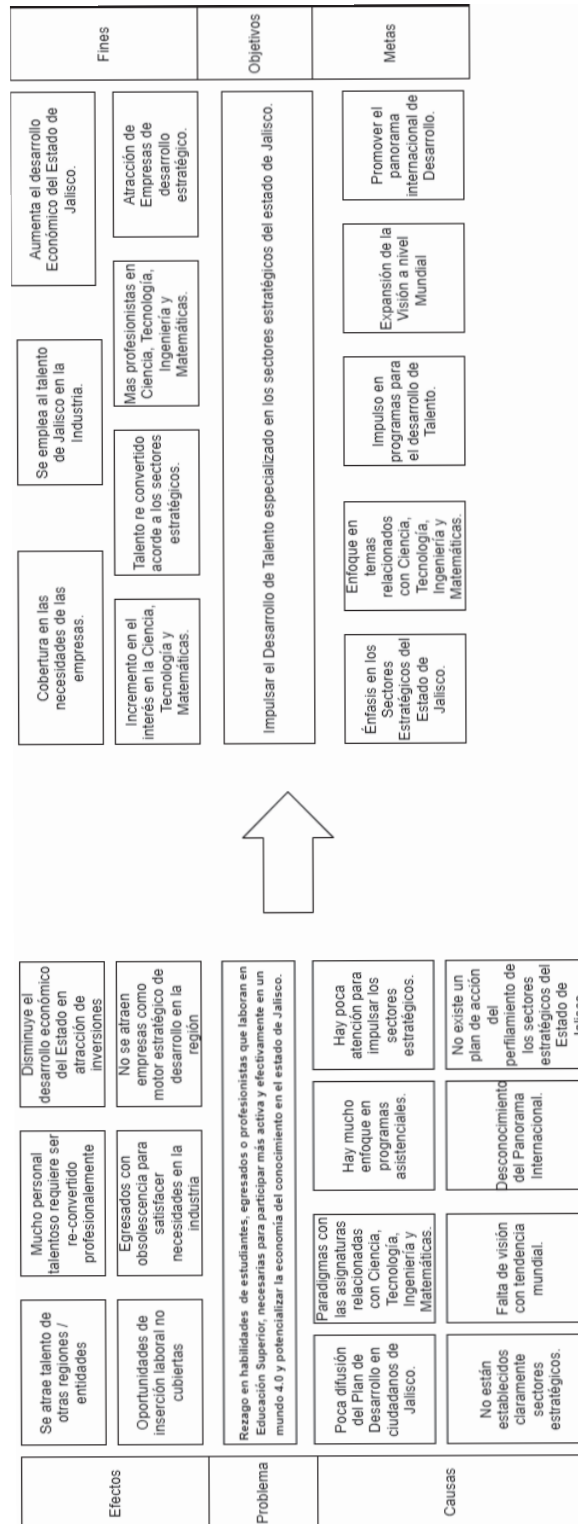 Efectos
Se atrae talento de
otras regiones /
entidades
Mucho personal
talentoso requiere ser
re-convertido
profesionalemente
Disminuye el
desarrollo económico
del Estado en
atracción de
inversiones
Oportunidades de
inserción laboral no
cubiertas
Egresados con
obsolescencia para
satisfacer
necesidades en la
industria
No se atraen
empresas como
motor estratégico de
desarrollo en la
región
Problema
Rezago en habilidades de estudiantes, egresados o profesionistas que laboran en
Educación Superior, necesarias para participar más activa y efectivamente en un
mundo 4.0 y potencializar la economía del conocimiento en el estado de Jalisco.
Causas
Poca difusión
del Plan de
Desarrollo en
ciudadanos de
Jalisco.
Paradigmas con
las asignaturas
relacionadas
con Ciencia,
Tecnología,
Ingeniería y
Matemáticas.
Hay mucho
enfoque en
programas
asistenciales.
Hay poca
atención para
impulsar los
sectores
estratégicos.
No están
establecidos
claramente
sectores
estratégicos.
Falta de visión
con tendencia
mundial.
Desconocimiento
del Panorama
Internacional.
No existe un
plan de acción
del
perfilamiento de
los sectores
estratégicos del
Estado de
Fines
Cobertura en las
necesidades de las
empresas.
Se emplea al talento
de Jalisco en la
Industria.
Aumenta el desarrollo
Económico del Estado de
Jalisco.
Incremento en el
interés en la Ciencia,
Tecnología y
Matemáticas.
Talento re convertido
acorde a los sectores
estratégicos.
Mas profesionistas en
Ciencia, Tecnología,
Ingeniería y
Matemáticas.
Atracción de
Empresas de
desarrollo
estratégico.
Objetivos
Impulsar el Desarrollo de Talento especializado en los sectores estratégicos del estado de Jalisco.
Metas
Énfasis en los
Sectores
Estratégicos del
Estado de
Jalisco.
Enfoque en
temas
relacionados
con Ciencia,
Tecnología,
Ingeniería y
Matemáticas.
Impulso en
programas para
el desarrollo de
Talento.
Expansión de la
Visión a nivel
Mundial
Promover el
panorama
internacional de
Desarrollo.